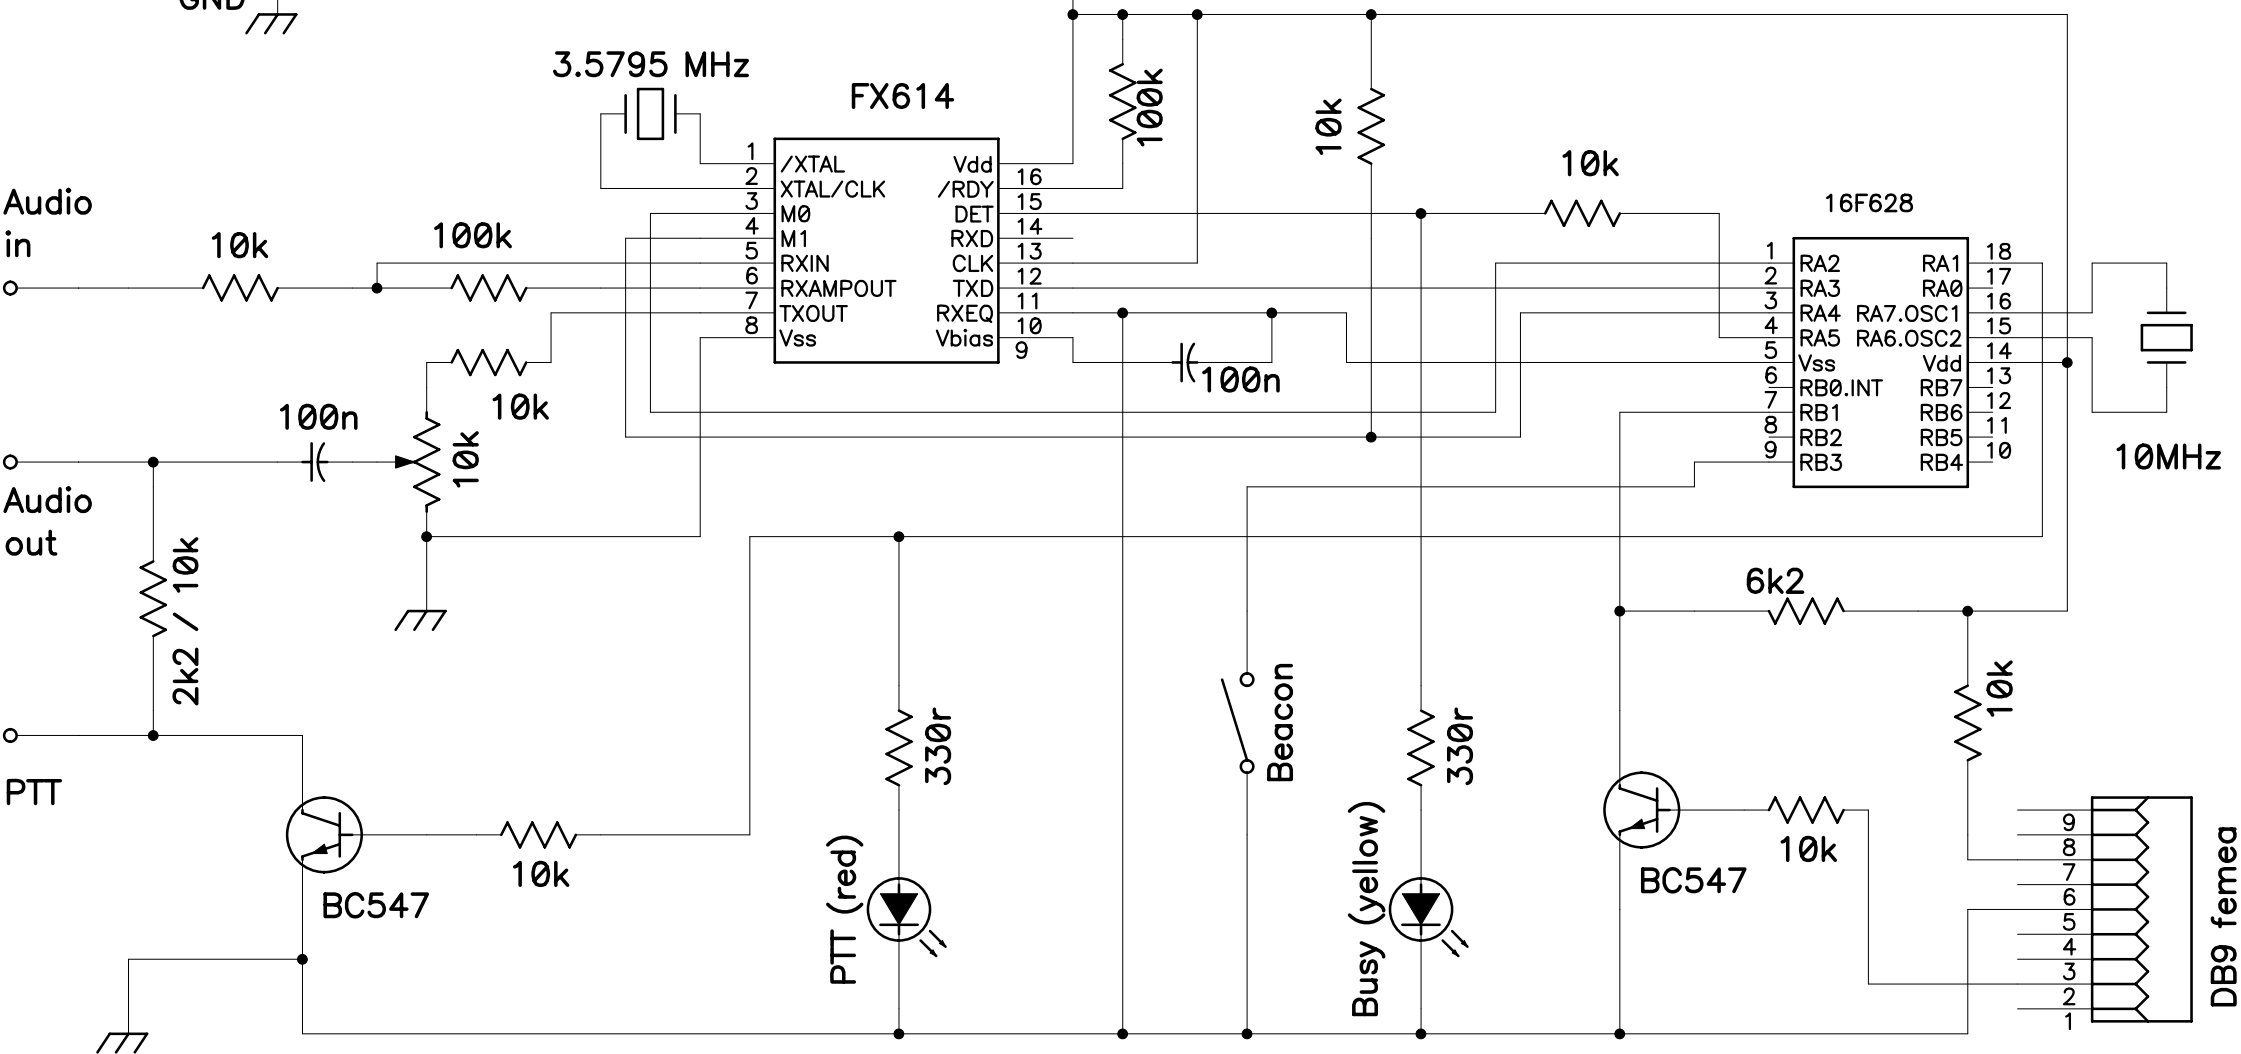 GND
3.5795 MHz
FX614
100k
10k
10k
16F628
Audio
in
10k
100k
1 /XTAL Vdd 16
2 XTAL/CLK /RDY 15
3 M0 DET 14
4 M1 RXD 13
5 RXIN CLK 12
6 RXAMPOUT TXD 11
7 TXOUT RXEQ 10
8 Vss Vbias 9
1 RA2 RA1 18
2 RA3 RA0 17
3 RA4 RA7.OSC1 16
4 RA5 RA6.OSC2 15
5 Vss Vdd 14
6 RB0.INT RB7 13
7 RB1 RB6 12
8 RB2 RB5 11
9 RB3 RB4 10
10MHz
100n
10k
100n
10k
Audio
out
2k2 / 10k
6k2
10k
PTT
BC547
10k
330r
PTT (red)
Beacon
330r
Busy (yellow)
BC547
10k
9
8
7
6
5
4
3
2
1
DB9 femea